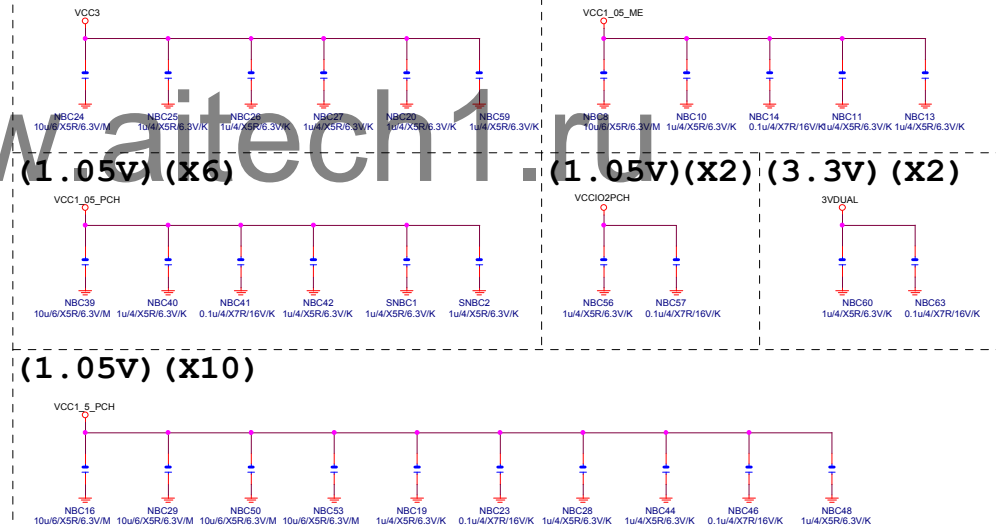 VCC3
VCC1_05_ME
NBC24 NBC25 NBC26 NBC27 NBC20 NBC59 NBC8 NBC10 NBC14 NBC11 NBC13
10u/6/X5R/6.3V/M 1u/4/X5R/6.3V/K 1u/4/X5R/6.3V/K 1u/4/X5R/6.3V/K 1u/4/X5R/6.3V/K 1u/4/X5R/6.3V/K 10u/6/X5R/6.3V/M 1u/4/X5R/6.3V/K 0.1u/4/X7R/16V/K 1u/4/X5R/6.3V/K 1u/4/X5R/6.3V/K
w.aitech1.ru
(1.05V)(X6) (1.05V)(X2) (3.3V)(X2)
VCC1_05_PCH VCCIO2PCH 3VDUAL
NBC39 NBC40 NBC41 NBC42 SNBC1 SNBC2 NBC56 NBC57 NBC60 NBC63
10u/6/X5R/6.3V/M 1u/4/X5R/6.3V/K 0.1u/4/X7R/16V/K 1u/4/X5R/6.3V/K 1u/4/X5R/6.3V/K 1u/4/X5R/6.3V/K 1u/4/X5R/6.3V/K 0.1u/4/X7R/16V/K 1u/4/X5R/6.3V/K 0.1u/4/X7R/16V/K
(1.05V)(X10)
VCC1_5_PCH
NBC16 NBC29 NBC50 NBC53 NBC19 NBC23 NBC28 NBC44 NBC46 NBC48
10u/6/X5R/6.3V/M 10u/6/X5R/6.3V/M 10u/6/X5R/6.3V/M 10u/6/X5R/6.3V/M 1u/4/X5R/6.3V/K 0.1u/4/X7R/16V/K 1u/4/X5R/6.3V/K 1u/4/X5R/6.3V/K 0.1u/4/X7R/16V/K 1u/4/X5R/6.3V/K